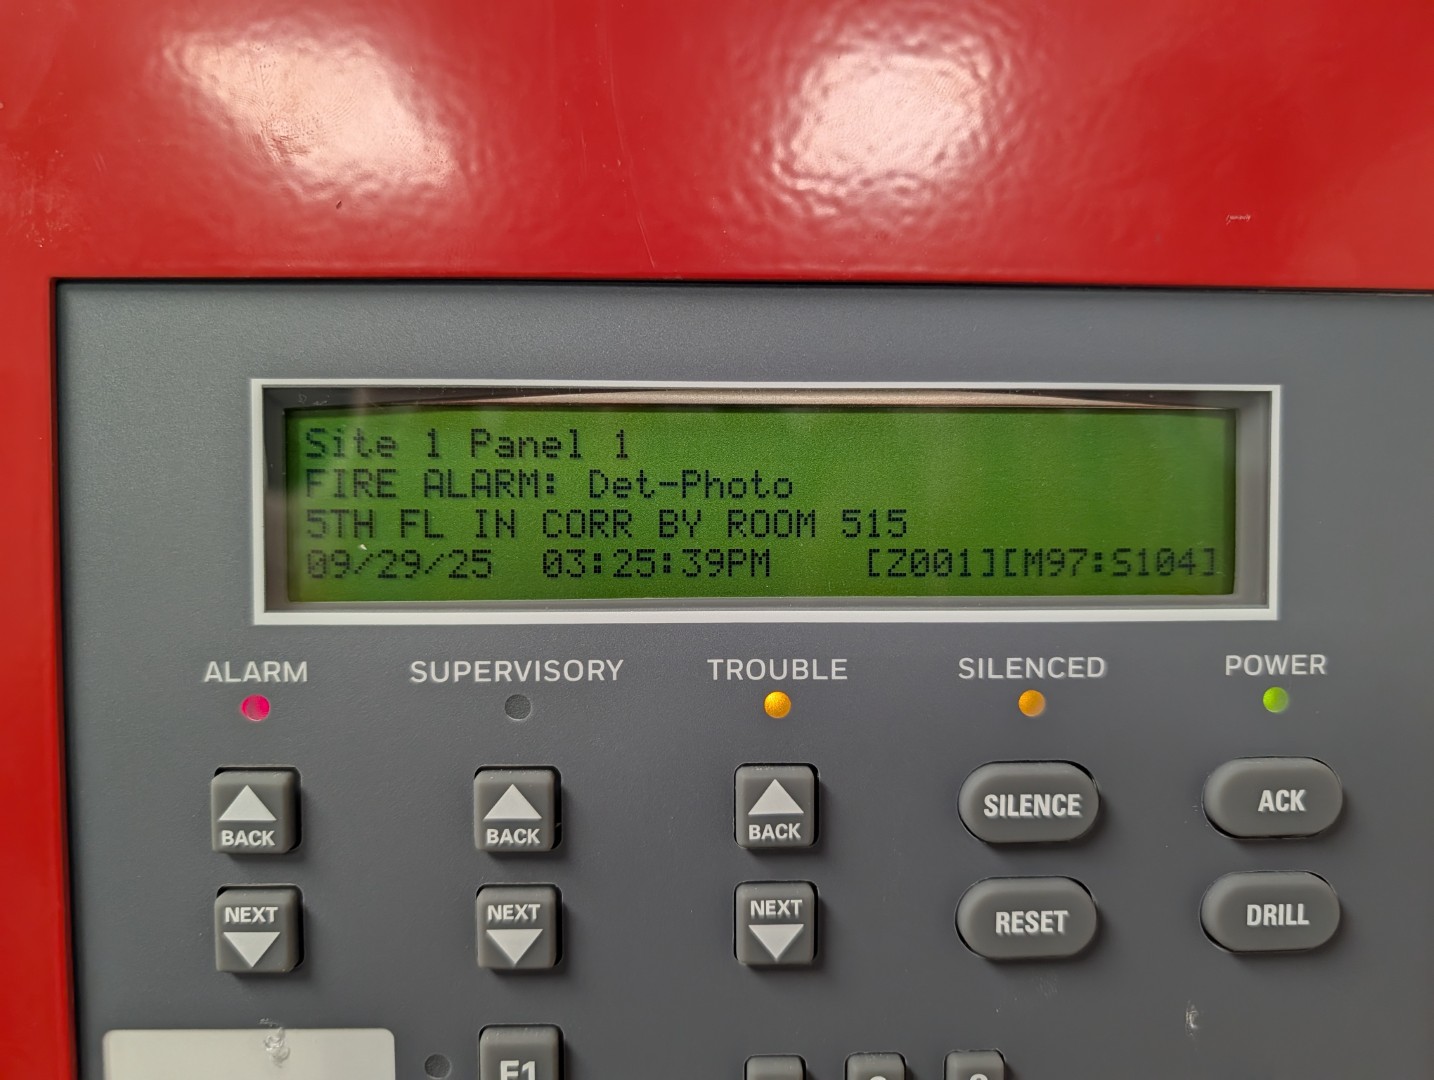 Site 1 Panel 1
FIRE ALARM: Det-Photo
5TH FL IN CORR BY ROOM 515
09/29/25 03:25:39PM [Z001][M97:S104]
ALARM SUPERVISORY TROUBLE SILENCED POWER
BACK BACK BACK SILENCE ACK
NEXT NEXT NEXT RESET DRILL
F1